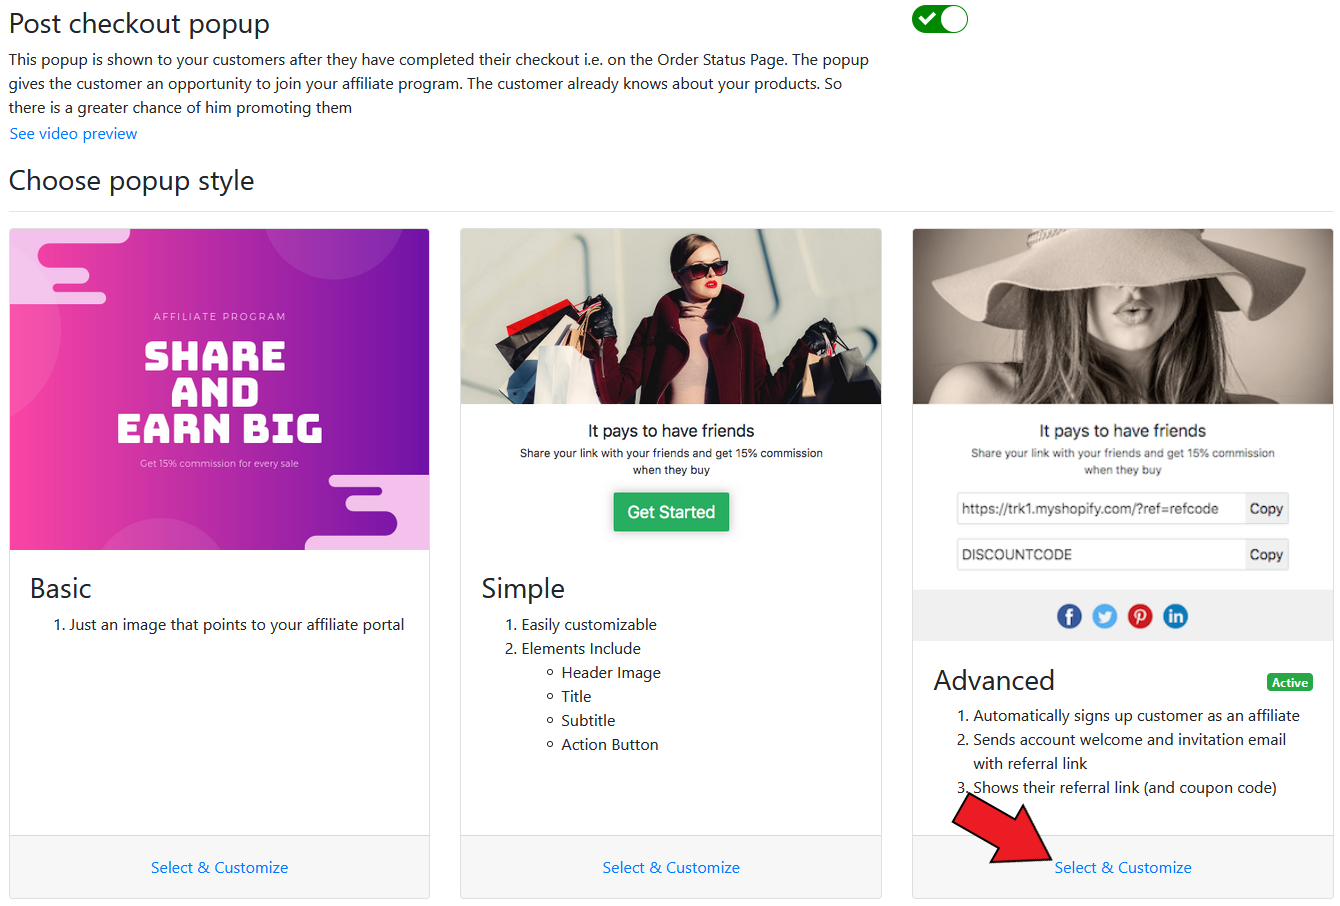 Post checkout popup
This popup is shown to your customers after they have completed their checkout i.e. on the Order Status Page. The popup
gives the customer an opportunity to join your affiliate program. The customer already knows about your products. So
there is a greater chance of him promoting them
See video preview
Choose popup style
AFFILIATE PROGRAM
SHARE
AND
EARN BIG
Get 15% commission for every sale
Basic
1. Just an image that points to your affiliate portal
Select & Customize
It pays to have friends
Share your link with your friends and get 15% commission
when they buy
Get Started
Simple
1. Easily customizable
2. Elements Include
Header Image
Title
Subtitle
Action Button
Select & Customize
It pays to have friends
Share your link with your friends and get 15% commission
when they buy
https://trk1.myshopify.com/?ref=refcode Copy
DISCOUNTCODE Copy
Advanced Active
1. Automatically signs up customer as an affiliate
2. Sends account welcome and invitation email
with referral link
3. Shows their referral link (and coupon code)
Select & Customize